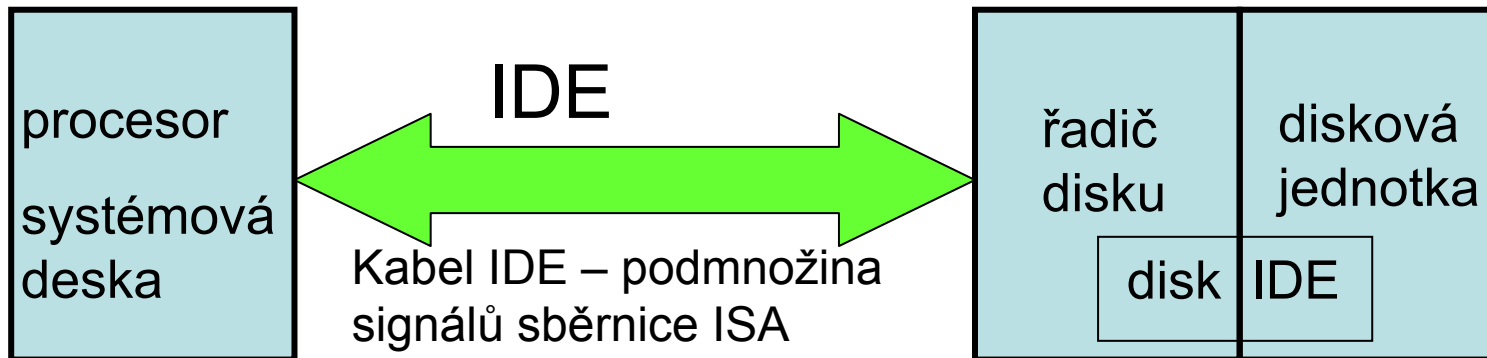 procesor
systémová
deska
IDE
Kabel IDE – podmnožina
signálů sběrnice ISA
řadič
disku
disková
jednotka
disk IDE